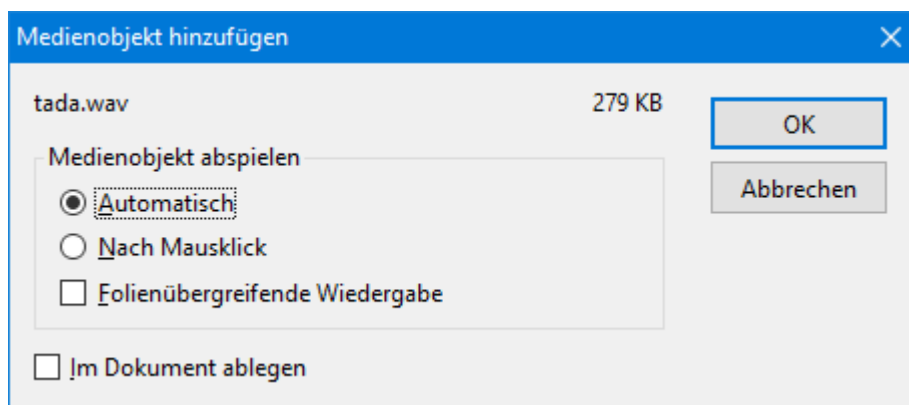 Medienobjekt hinzufügen
tada.wav 279 KB
OK
Medienobjekt abspielen
Automatisch
Abbrechen
Nach Mausklick
Folienübergreifende Wiedergabe
Im Dokument ablegen